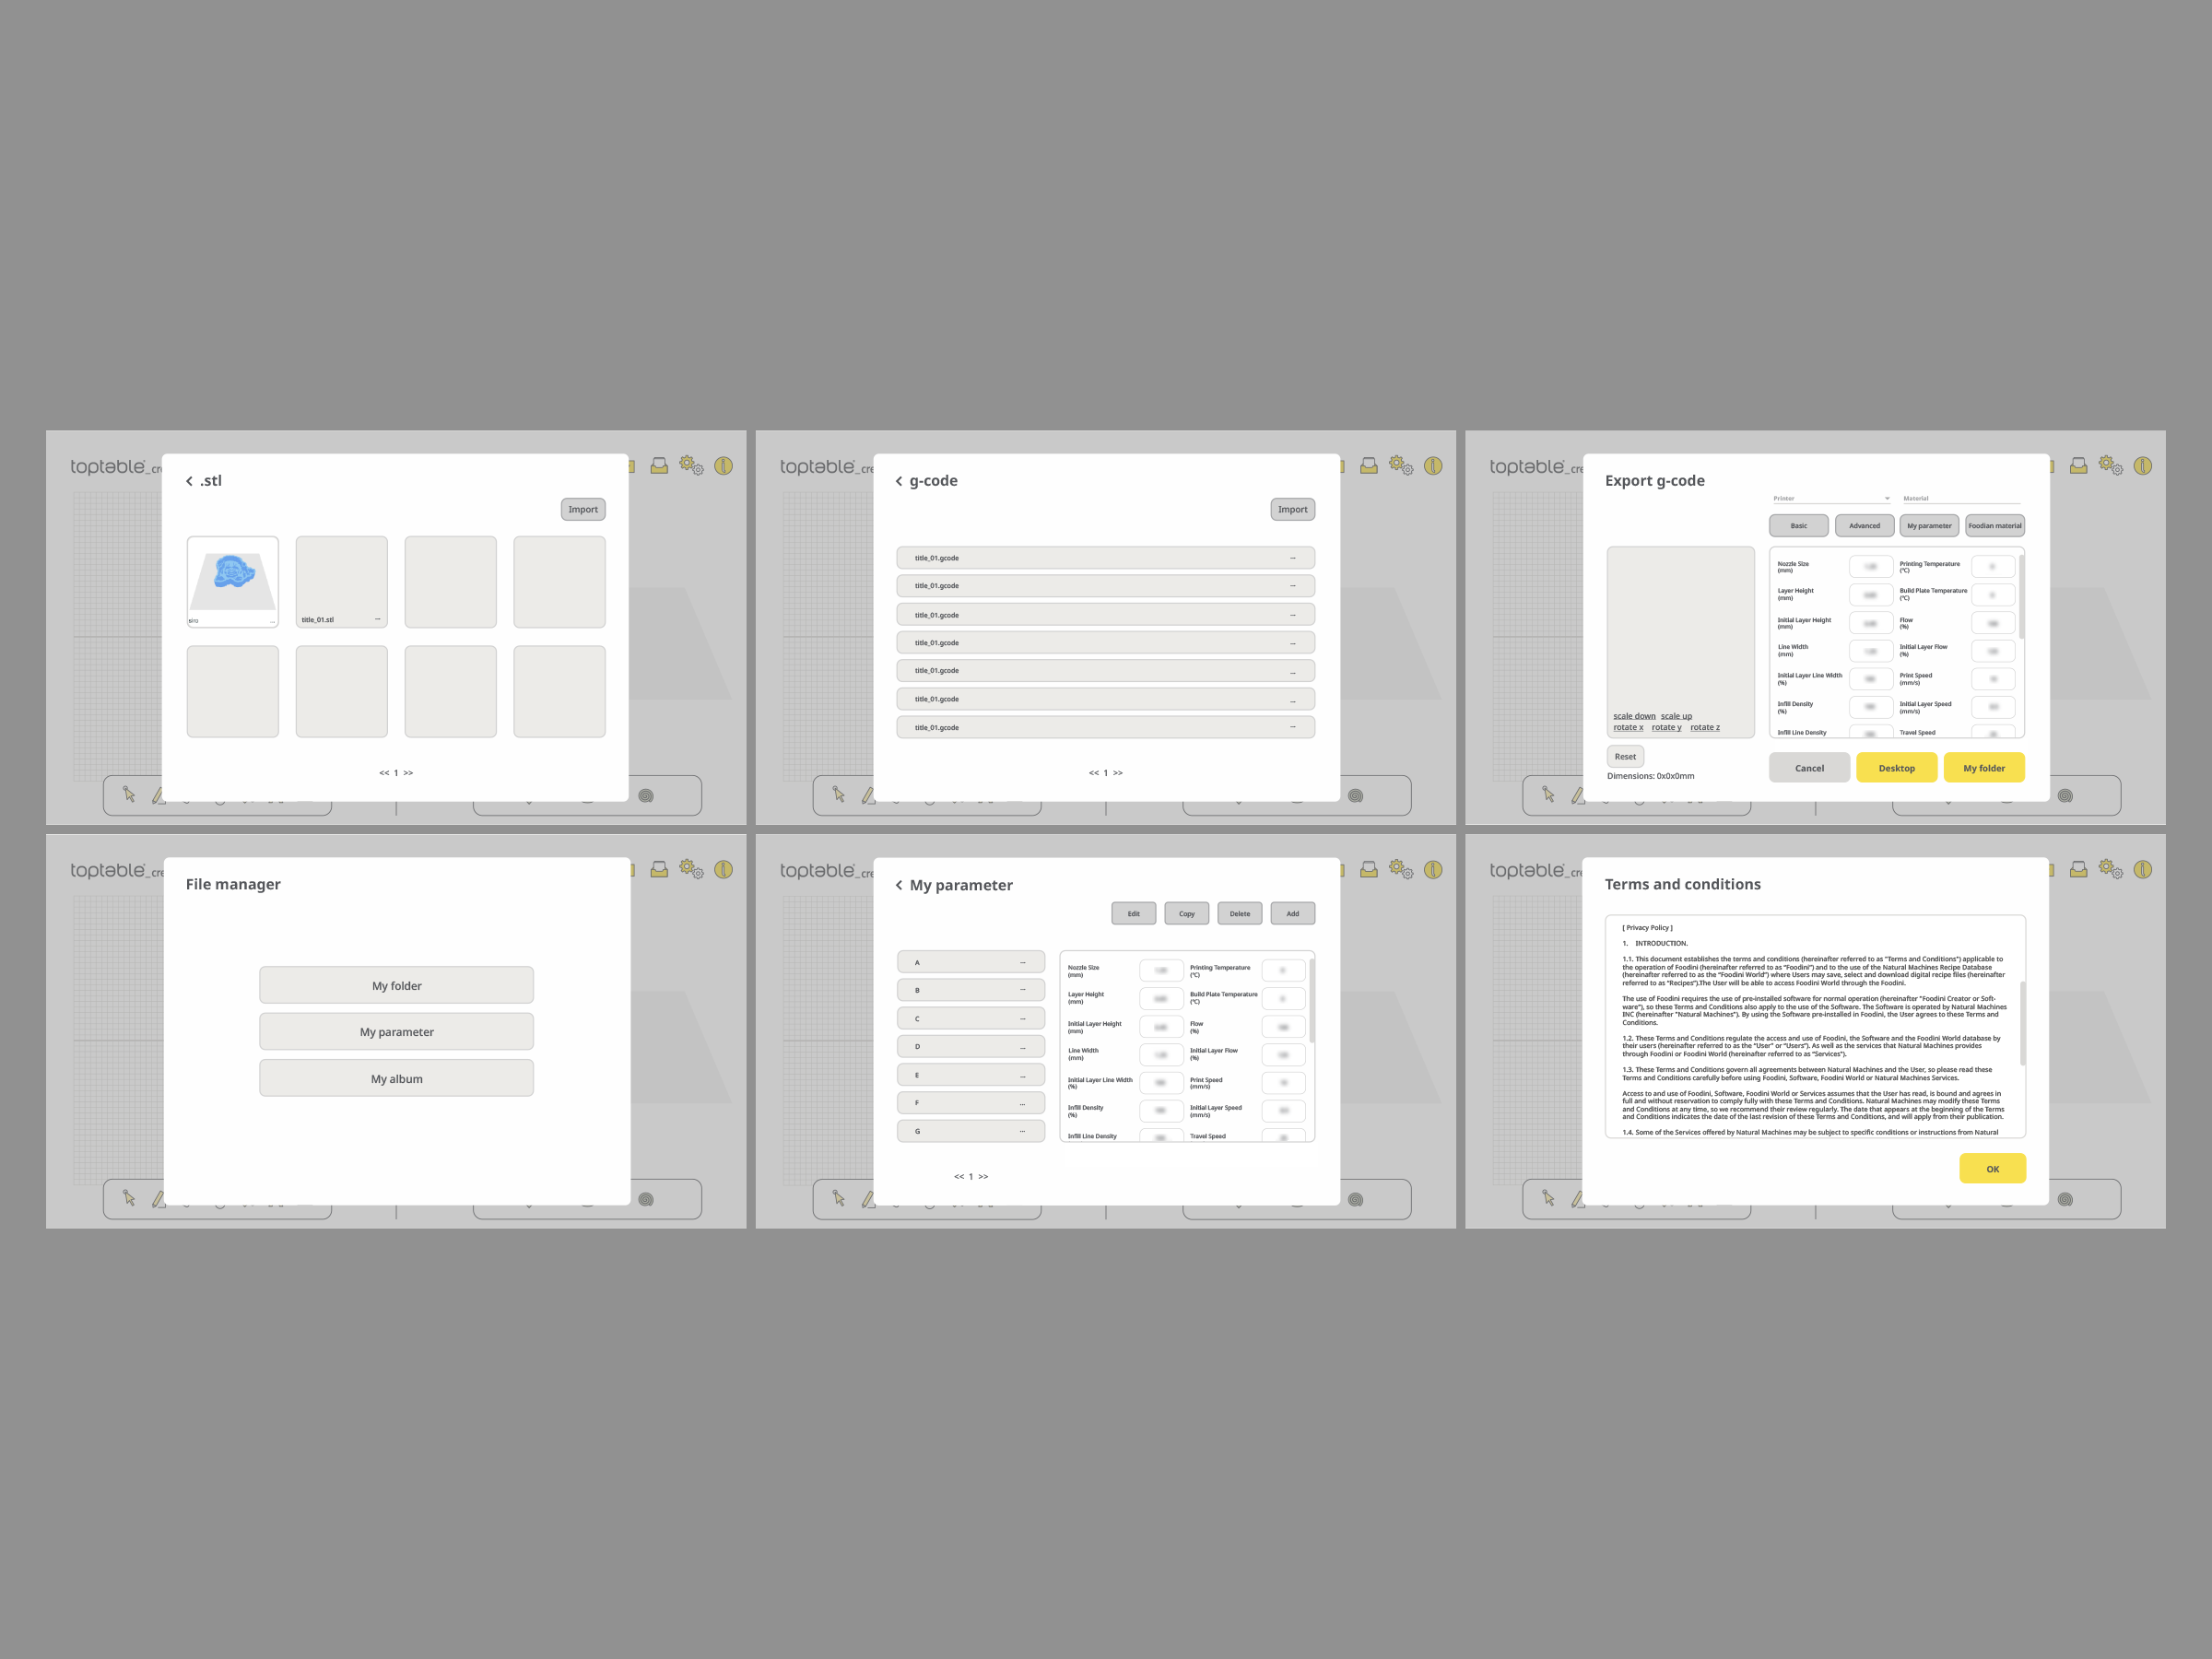 toptable_cre
.stl
Import
siro ...
title_01.stl ...
<< 1 >>
toptable_cre
g-code
Import
title_01.gcode ...
title_01.gcode ...
title_01.gcode ...
title_01.gcode ...
title_01.gcode ...
title_01.gcode ...
title_01.gcode ...
<< 1 >>
toptable_cre
Export g-code
Printer Material
Basic Advanced My parameter Foodian material
Nozzle Size Printing Temperature
(mm) (℃)
Layer Height Build Plate Temperature
(mm) (℃)
Initial Layer Height Flow
(mm) (%)
Line Width Initial Layer Flow
(mm) (%)
Initial Layer Line Width Print Speed
(%) (mm/s)
Infill Density Initial Layer Speed
(%) (mm/s)
Infill Line Density Travel Speed
scale down scale up
rotate x rotate y rotate z
Reset
Dimensions: 0x0x0mm
Cancel Desktop My folder
toptable_cre
File manager
My folder
My parameter
My album
toptable_cre
My parameter
Edit Copy Delete Add
A ...
B ...
C ...
D ...
E ...
F ...
G ...
Nozzle Size Printing Temperature
(mm) (℃)
Layer Height Build Plate Temperature
(mm) (℃)
Initial Layer Height Flow
(mm) (%)
Line Width Initial Layer Flow
(mm) (%)
Initial Layer Line Width Print Speed
(%) (mm/s)
Infill Density Initial Layer Speed
(%) (mm/s)
Infill Line Density Travel Speed
<< 1 >>
toptable_cre
Terms and conditions
[ Privacy Policy ]
1. INTRODUCTION.
1.1. This document establishes the terms and conditions (hereinafter referred to as "Terms and Conditions") applicable to
the operation of Foodini (hereinafter referred to as "Foodini") and to the use of the Natural Machines Recipe Database
(hereinafter referred to as the "Foodini World") where Users may save, select and download digital recipe files (hereinafter
referred to as "Recipes").The User will be able to access Foodini World through the Foodini.
The use of Foodini requires the use of pre-installed software for normal operation (hereinafter "Foodini Creator or Soft-
ware"), so these Terms and Conditions also apply to the use of the Software. The Software is operated by Natural Machines
INC (hereinafter "Natural Machines"). By using the Software pre-installed in Foodini, the User agrees to these Terms and
Conditions.
1.2. These Terms and Conditions regulate the access and use of Foodini, the Software and the Foodini World database by
their users (hereinafter referred to as the "User" or "Users"). As well as the services that Natural Machines provides
through Foodini or Foodini World (hereinafter referred to as "Services").
1.3. These Terms and Conditions govern all agreements between Natural Machines and the User, so please read these
Terms and Conditions carefully before using Foodini, Software, Foodini World or Natural Machines Services.
Access to and use of Foodini, Software, Foodini World or Services assumes that the User has read, is bound and agrees in
full and without reservation to comply fully with these Terms and Conditions. Natural Machines may modify these Terms
and Conditions at any time, so we recommend their review regularly. The date that appears at the beginning of the Terms
and Conditions indicates the date of the last revision of these Terms and Conditions, and will apply from their publication.
1.4. Some of the Services offered by Natural Machines may be subject to specific conditions or instructions from Natural
OK